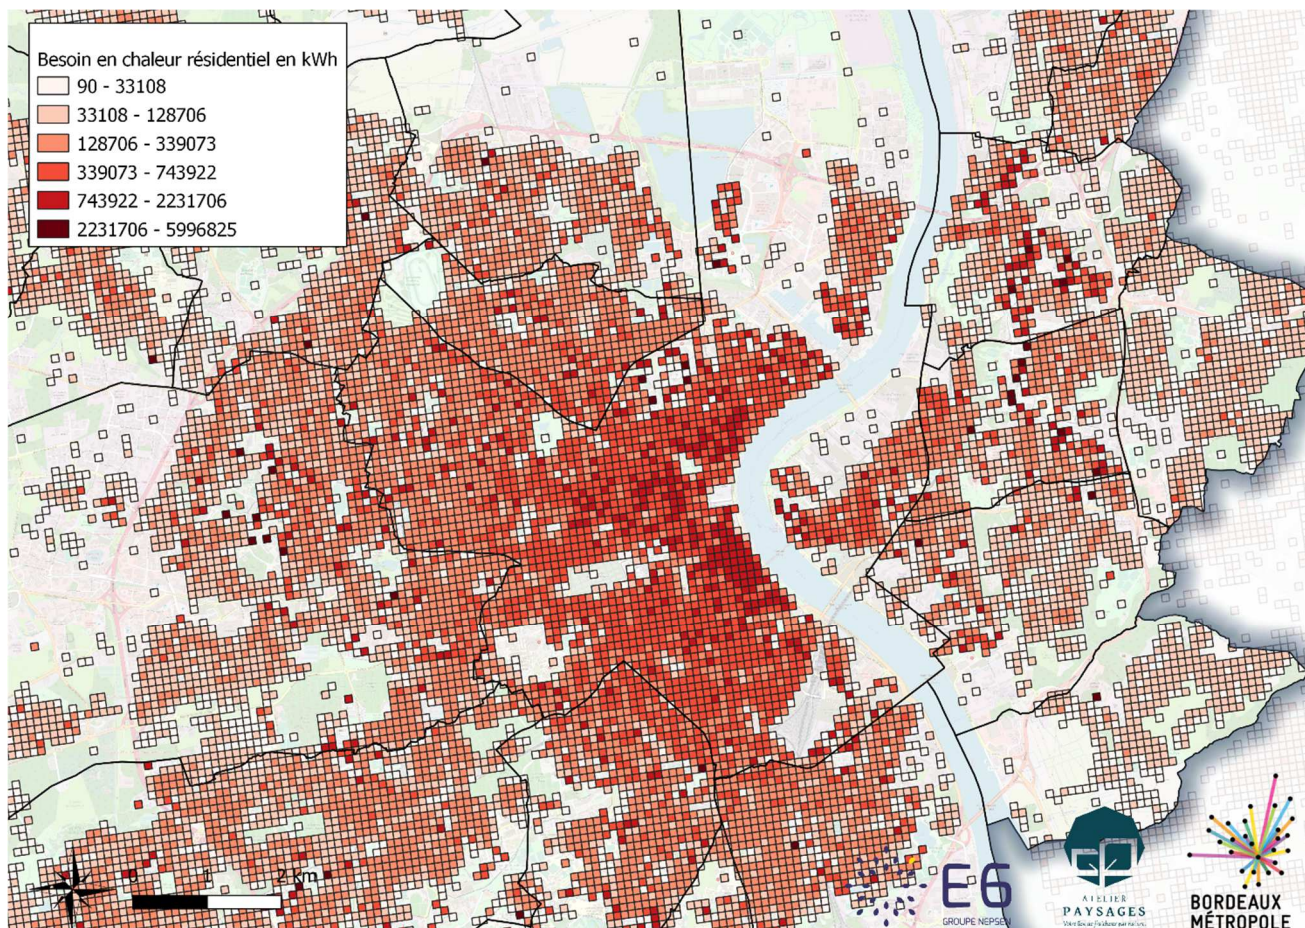 Besoin en chaleur résidentiel en kWh
90 - 33108
33108 - 128706
128706 - 339073
339073 - 743922
743922 - 2231706
2231706 - 5996825
0 1 2 km
E6
GROUPE NEPSEN
ATELIER
PAYSAGES
BORDEAUX
MÉTROPOLE